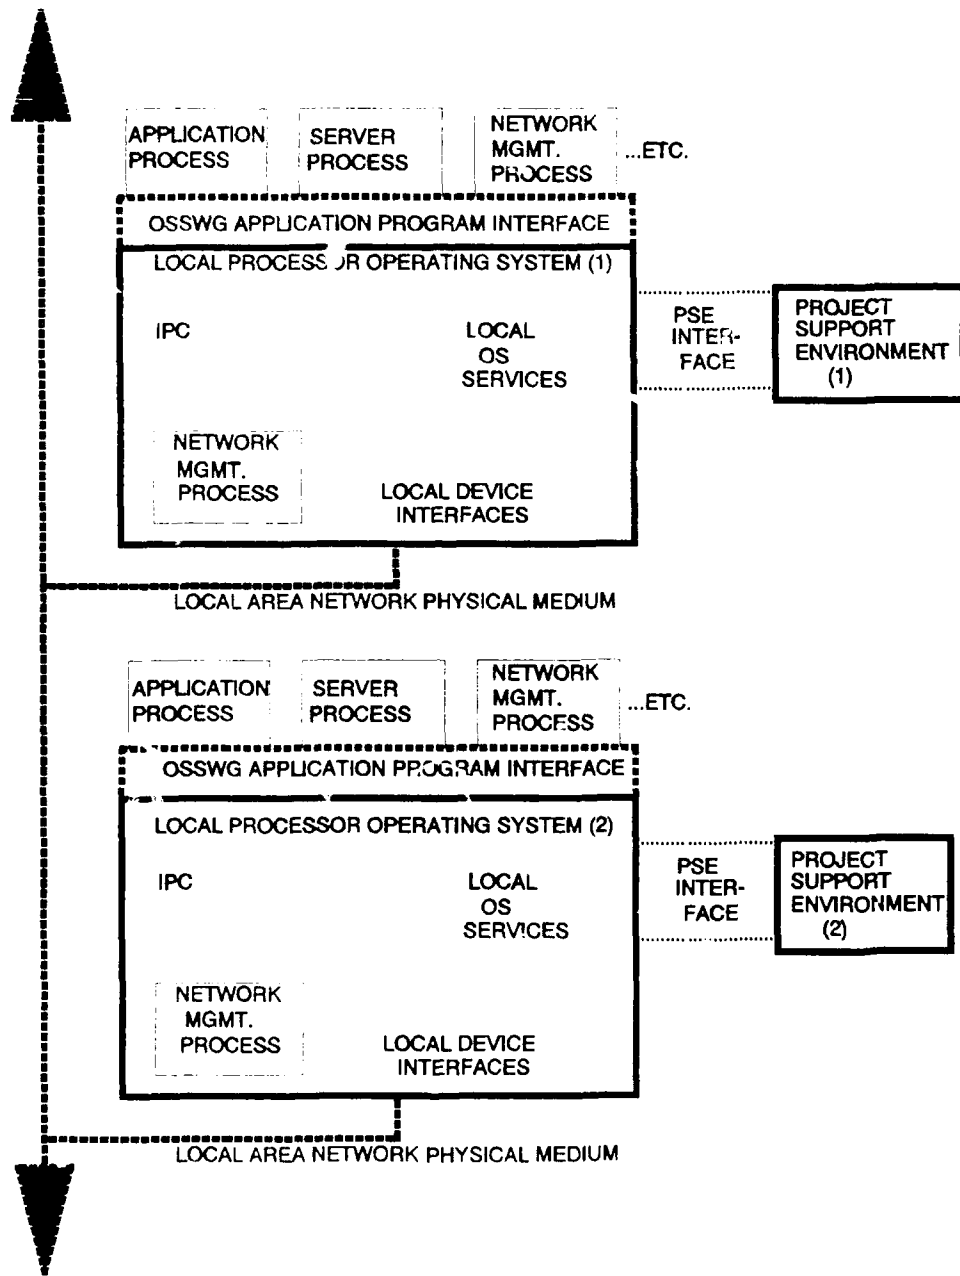 APPLICATION
PROCESS
SERVER
PROCESS
NETWORK
MGMT.
PROCESS
...ETC.
OSSWG APPLICATION PROGRAM INTERFACE
LOCAL PROCESSOR OPERATING SYSTEM (1)
IPC
LOCAL
OS
SERVICES
PSE
INTER-
FACE
PROJECT
SUPPORT
ENVIRONMENT
(1)
NETWORK
MGMT.
PROCESS
LOCAL DEVICE
INTERFACES
LOCAL AREA NETWORK PHYSICAL MEDIUM
APPLICATION
PROCESS
SERVER
PROCESS
NETWORK
MGMT.
PROCESS
...ETC.
OSSWG APPLICATION PROGRAM INTERFACE
LOCAL PROCESSOR OPERATING SYSTEM (2)
IPC
LOCAL
OS
SERVICES
PSE
INTER-
FACE
PROJECT
SUPPORT
ENVIRONMENT
(2)
NETWORK
MGMT.
PROCESS
LOCAL DEVICE
INTERFACES
LOCAL AREA NETWORK PHYSICAL MEDIUM